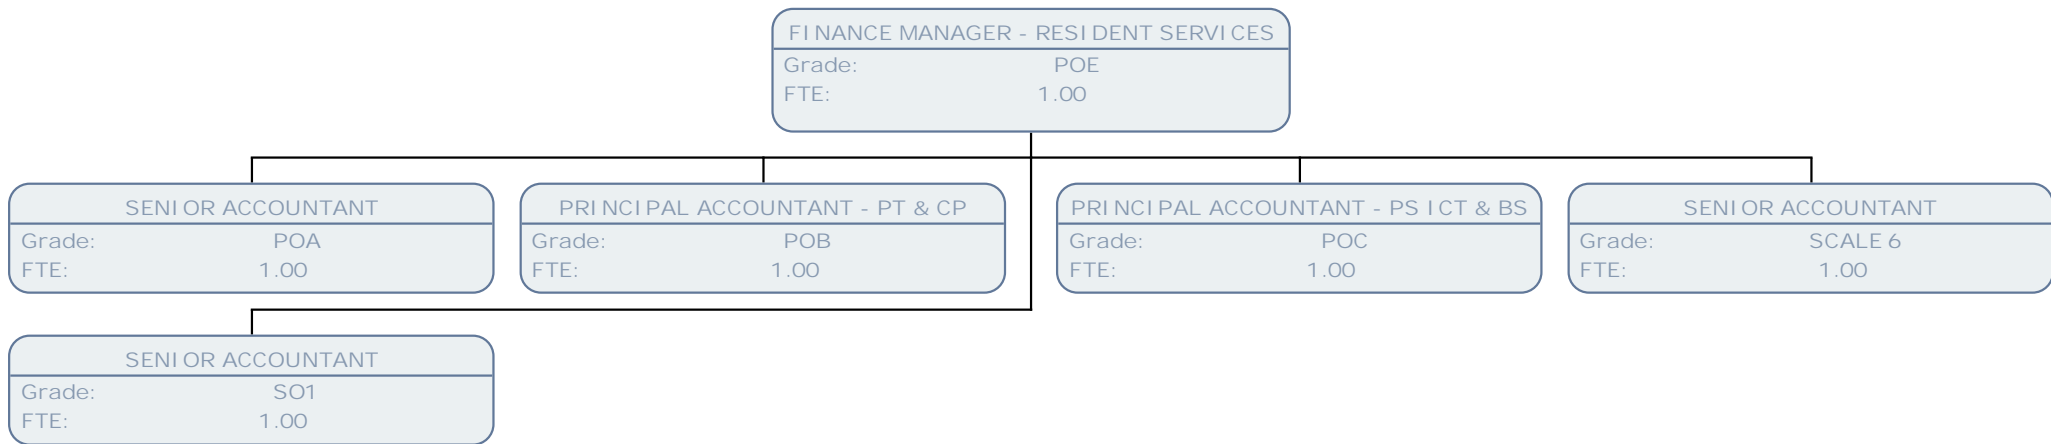 FINANCE MANAGER - RESIDENT SERVICES
Grade: POE
FTE: 1.00
SENIOR ACCOUNTANT
Grade: POA
FTE: 1.00
PRINCIPAL ACCOUNTANT - PT & CP
Grade: POB
FTE: 1.00
PRINCIPAL ACCOUNTANT - PS ICT & BS
Grade: POC
FTE: 1.00
SENIOR ACCOUNTANT
Grade: SCALE 6
FTE: 1.00
SENIOR ACCOUNTANT
Grade: SO1
FTE: 1.00